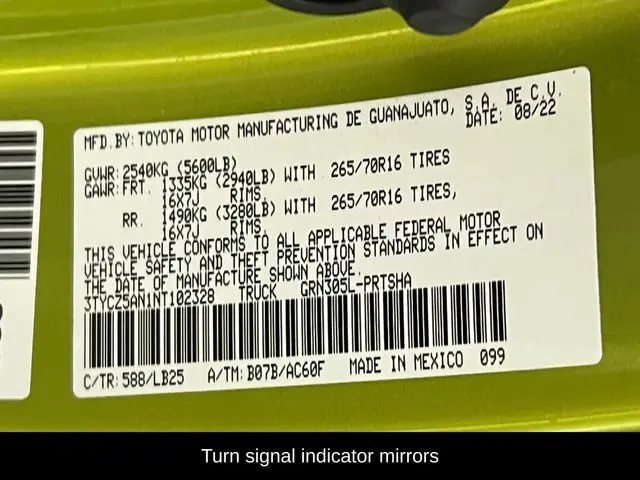 MFD.BY:TOYOTA MOTOR MANUFACTURING DE GUANAJUATO, S.A. DE C.V.
DATE: 08/22
GVWR:2540KG (5600LB)
GAWR:FRT. 1335KG (2940LB) WITH 265/70R16 TIRES
16X7J RIMS,
RR. 1490KG (3280LB) WITH 265/70R16 TIRES,
16X7J RIMS.
THIS VEHICLE CONFORMS TO ALL APPLICABLE FEDERAL MOTOR
VEHICLE SAFETY AND THEFT PREVENTION STANDARDS IN EFFECT ON
THE DATE OF MANUFACTURE SHOWN ABOVE.
3TYCZ5AN1NT102328 TRUCK GRN305L-PRTSHA
C/TR:588/LB25 A/TM:B07B/AC60F MADE IN MEXICO 099
Turn signal indicator mirrors